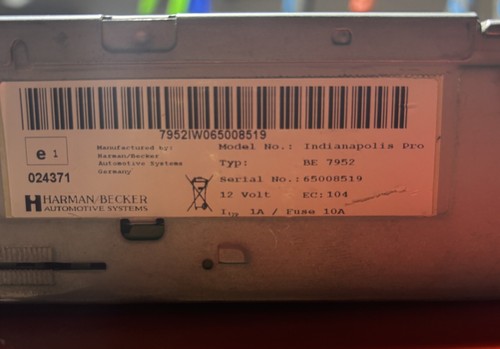 7952IW065008519
e 1
024371
Manufactured by:
Harman/Becker
Automotive Systems
Germany
HARMAN/BECKER
AUTOMOTIVE SYSTEMS
Model No.: Indianapolis Pro
Typ: BE 7952
Serial No.: 65008519
12 Volt EC: 104
1A / Fuse 10A